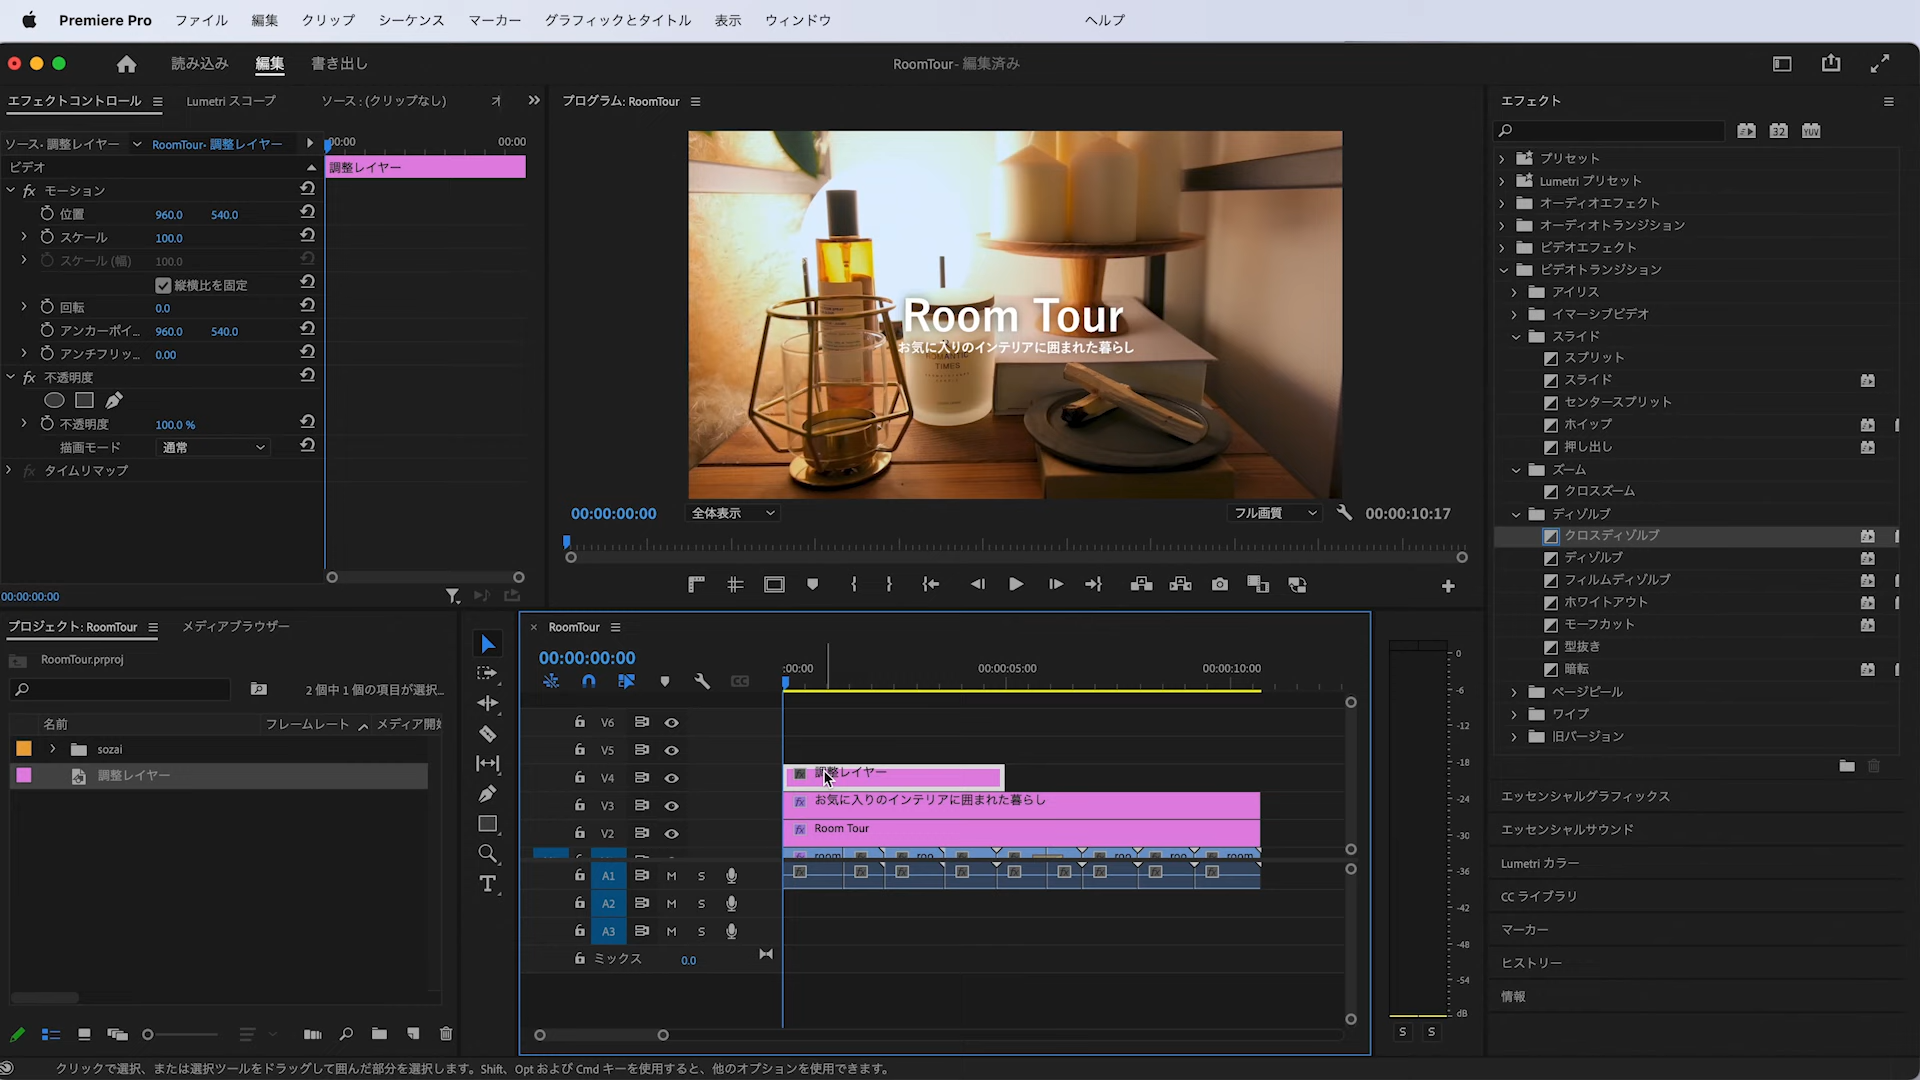 Premiere Pro ファイル 編集 クリップ シーケンス マーカー グラフィックとタイトル 表示 ウィンドウ ヘルプ
読み込み 編集 書き出し
RoomTour- 編集済み
エフェクトコントロール Lumetri スコープ ソース : (クリップなし) オ
ソース・調整レイヤー RoomTour・調整レイヤー
:00:00 00:00
ビデオ
調整レイヤー
fx モーション
位置 960.0 540.0
スケール 100.0
スケール (幅) 100.0
縦横比を固定
回転 0.0
アンカーポイ... 960.0 540.0
アンチフリッ... 0.00
fx 不透明度
不透明度 100.0 %
描画モード 通常
fx タイムリマップ
00:00:00:00
プログラム: RoomTour
Room Tour
お気に入りのインテリアに囲まれた暮らし
ROMANTIC
TIMES
00:00:00:00 全体表示 フル画質 00:00:10:17
エフェクト
32 YUV
プリセット
Lumetri プリセット
オーディオエフェクト
オーディオトランジション
ビデオエフェクト
ビデオトランジション
アイリス
イマーシブビデオ
スライド
スプリット
スライド
センタースプリット
ホイップ
押し出し
ズーム
クロスズーム
ディゾルブ
クロスディゾルブ
ディゾルブ
フィルムディゾルブ
ホワイトアウト
モーフカット
型抜き
暗転
ページピール
ワイプ
旧バージョン
エッセンシャルグラフィックス
エッセンシャルサウンド
Lumetri カラー
CC ライブラリ
マーカー
ヒストリー
情報
プロジェクト: RoomTour メディアブラウザー
RoomTour.prproj
2 個中 1 個の項目が選択...
名前 フレームレート メディア開始
sozai
調整レイヤー
× RoomTour
00:00:00:00
:00:00 00:00:05:00 00:00:10:00
CC
V6
V5
V4 fx 調整レイヤー
V3 fx お気に入りのインテリアに囲まれた暮らし
V2 fx Room Tour
A1 M S
A2 M S
A3 M S
ミックス 0.0
0
-6
-12
-18
-24
-30
-36
-42
-48
-54
dB
S S
クリックで選択、または選択ツールをドラッグして囲んだ部分を選択します。Shift、Opt および Cmd キーを使用すると、他のオプションを使用できます。